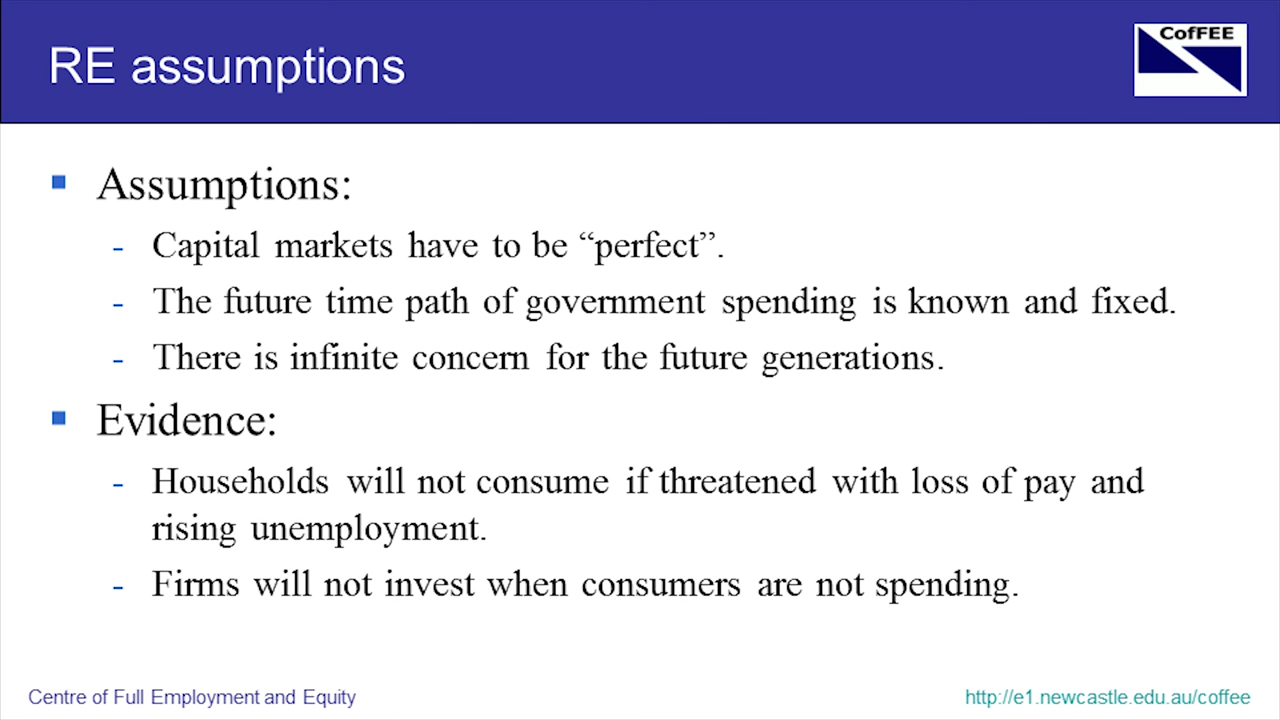 RE assumptions
CofFEE
Assumptions:
- Capital markets have to be “perfect”.
- The future time path of government spending is known and fixed.
- There is infinite concern for the future generations.
Evidence:
- Households will not consume if threatened with loss of pay and
rising unemployment.
- Firms will not invest when consumers are not spending.
Centre of Full Employment and Equity
http://e1.newcastle.edu.au/coffee